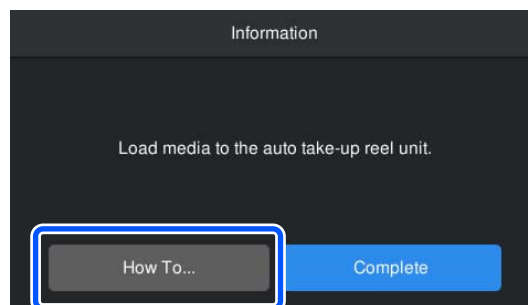 Information
Load media to the auto take-up reel unit.
How To...
Complete